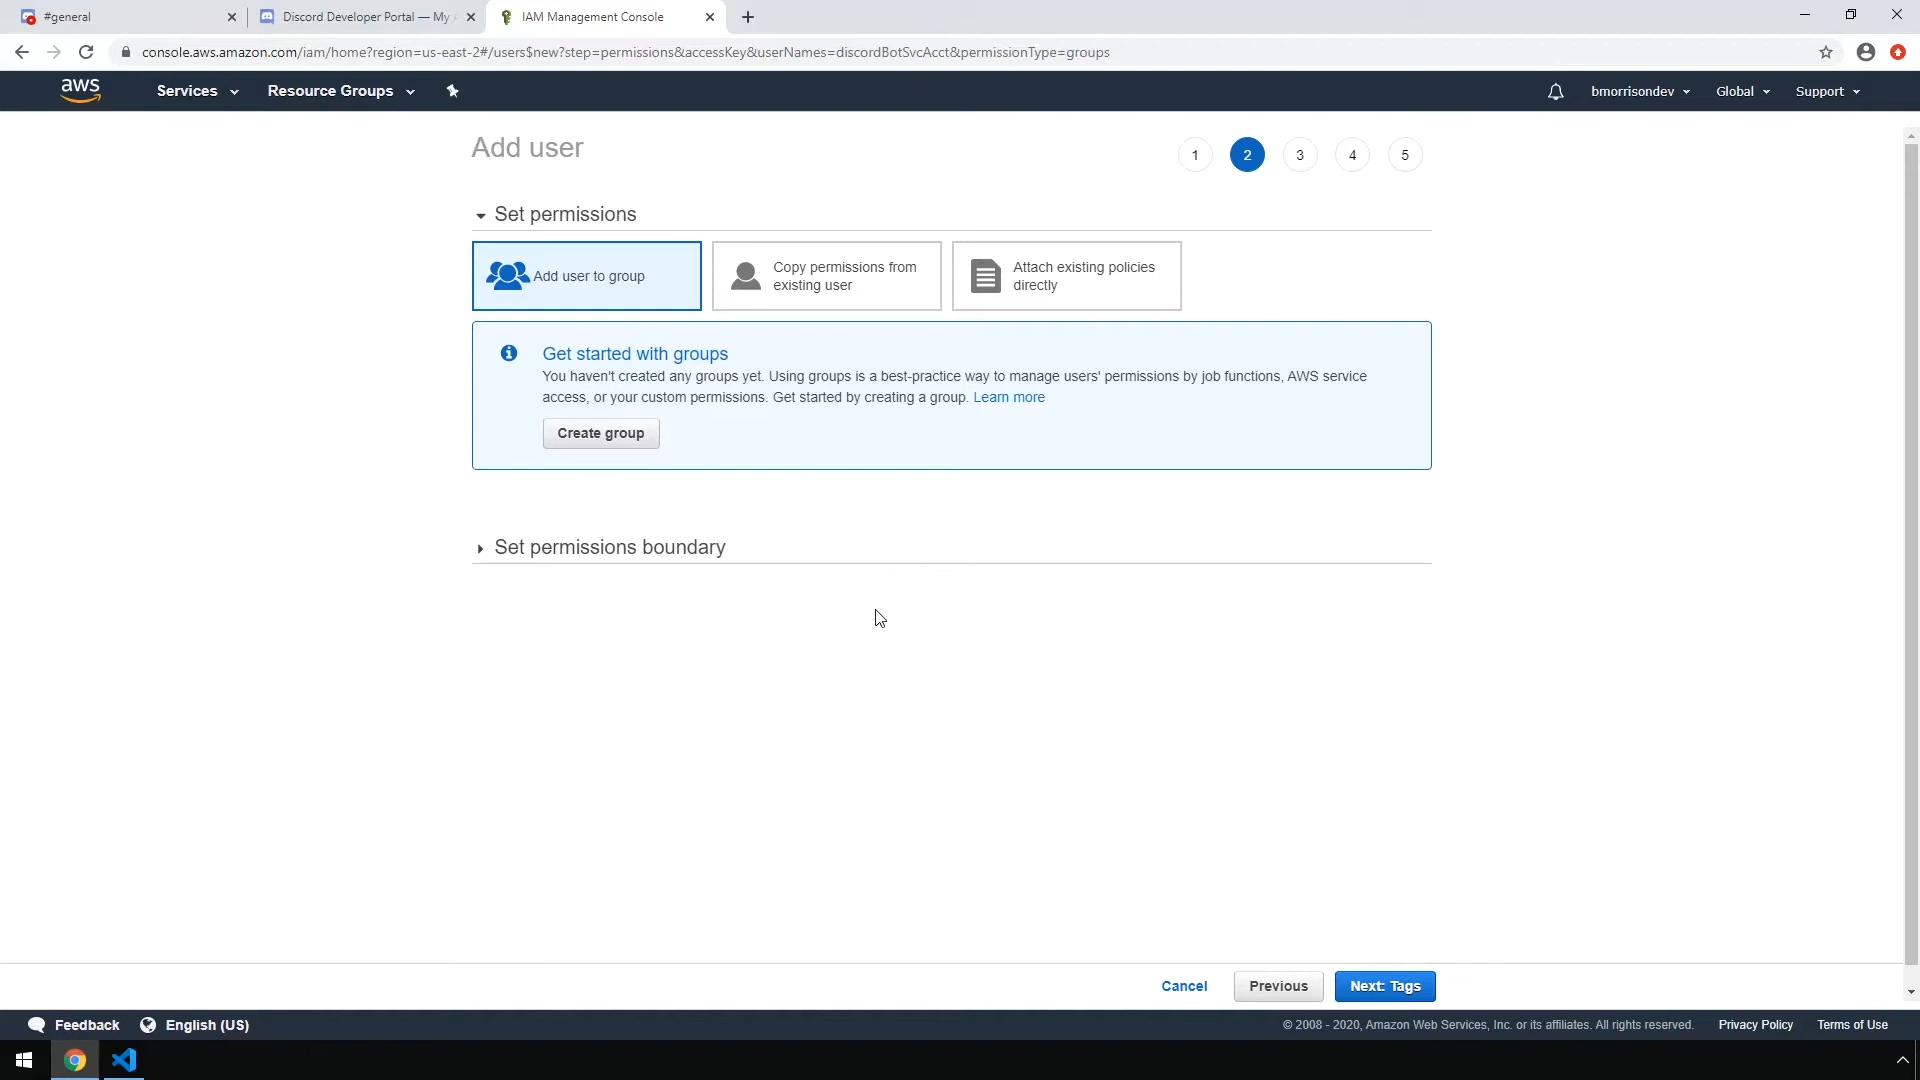 #general
Discord Developer Portal — My
IAM Management Console
console.aws.amazon.com/iam/home?region=us-east-2#/users$new?step=permissions&accessKey&userNames=discordBotSvcAcct&permissionType=groups
aws
Services
Resource Groups
bmorrisondev
Global
Support
Add user
1
2
3
4
5
Set permissions
Add user to group
Copy permissions from
existing user
Attach existing policies
directly
Get started with groups
You haven't created any groups yet. Using groups is a best-practice way to manage users' permissions by job functions, AWS service
access, or your custom permissions. Get started by creating a group. Learn more
Create group
Set permissions boundary
Cancel
Previous
Next: Tags
Feedback
English (US)
© 2008 - 2020, Amazon Web Services, Inc. or its affiliates. All rights reserved.
Privacy Policy
Terms of Use